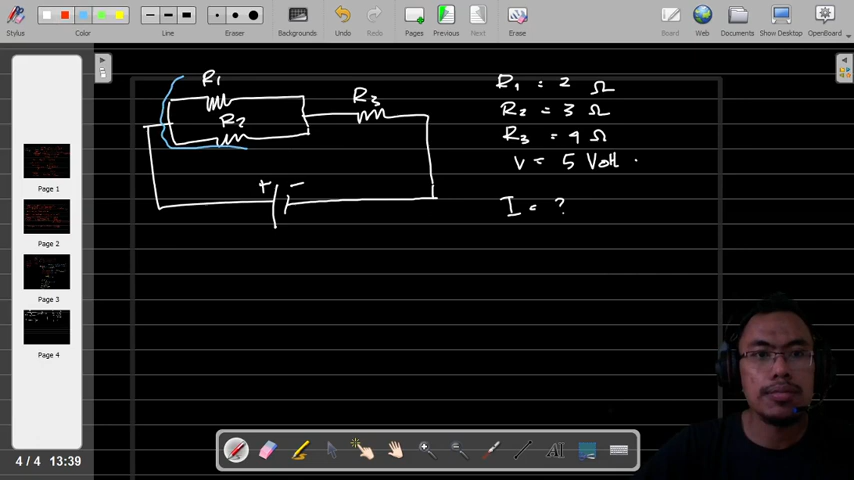 Stylus
Color
Line
Eraser
Backgrounds
Undo
Redo
Pages
Previous
Next
Erase
Board
Web
Documents
Show Desktop
OpenBoard
Page 1
Page 2
Page 3
Page 4
4 / 4 13:39
R1
R2
R3
+ -
R1 = 2 Ω
R2 = 3 Ω
R3 = 4 Ω
V = 5 Volt .
I = ?
AI